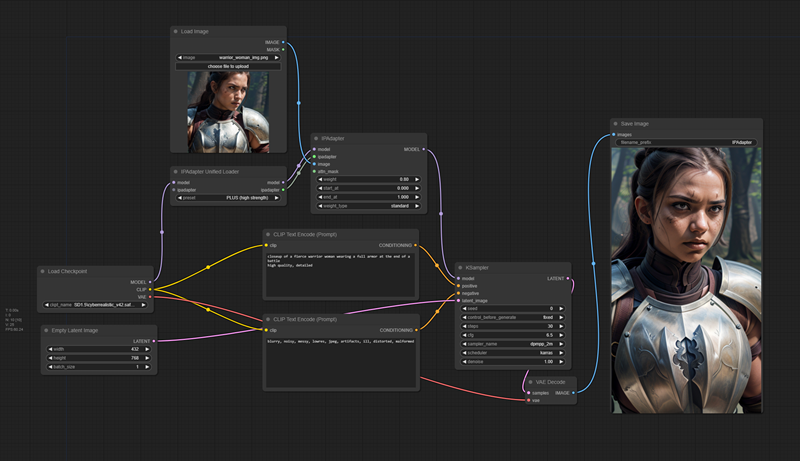 Load Image
IMAGE
MASK
image warrior_woman_img.png
choose file to upload
IPAdapter
model MODEL
ipadapter
image
attn_mask
weight 0.80
start_at 0.000
end_at 1.000
weight_type standard
IPAdapter Unified Loader
model model
ipadapter ipadapter
preset PLUS (high strength)
Save Image
images
filename_prefix IPAdapter
CLIP Text Encode (Prompt)
clip CONDITIONING
closeup of a fierce warrior woman wearing a full armor at the end of a
battle
high quality, detailed
Load Checkpoint
MODEL
CLIP
VAE
ckpt_name SD1.5\cyberrealistic_v42.saf...
Empty Latent Image
LATENT
width 432
height 768
batch_size 1
CLIP Text Encode (Prompt)
clip CONDITIONING
blurry, noisy, messy, lowres, jpeg, artifacts, ill, distorted, malformed
KSampler
model LATENT
positive
negative
latent_image
seed 0
control_before_generate fixed
steps 30
cfg 6.5
sampler_name dpmpp_2m
scheduler karras
denoise 1.00
VAE Decode
samples IMAGE
vae